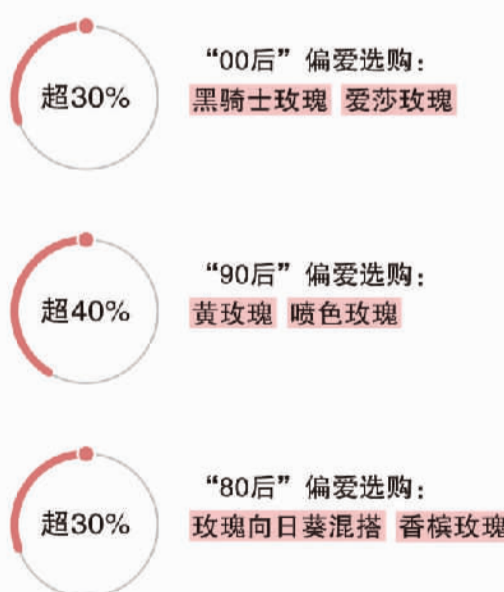 超30%
“00后”偏爱选购：
黑骑士玫瑰 爱莎玫瑰
超40%
“90后”偏爱选购：
黄玫瑰 喷色玫瑰
超30%
“80后”偏爱选购：
玫瑰向日葵混搭 香槟玫瑰